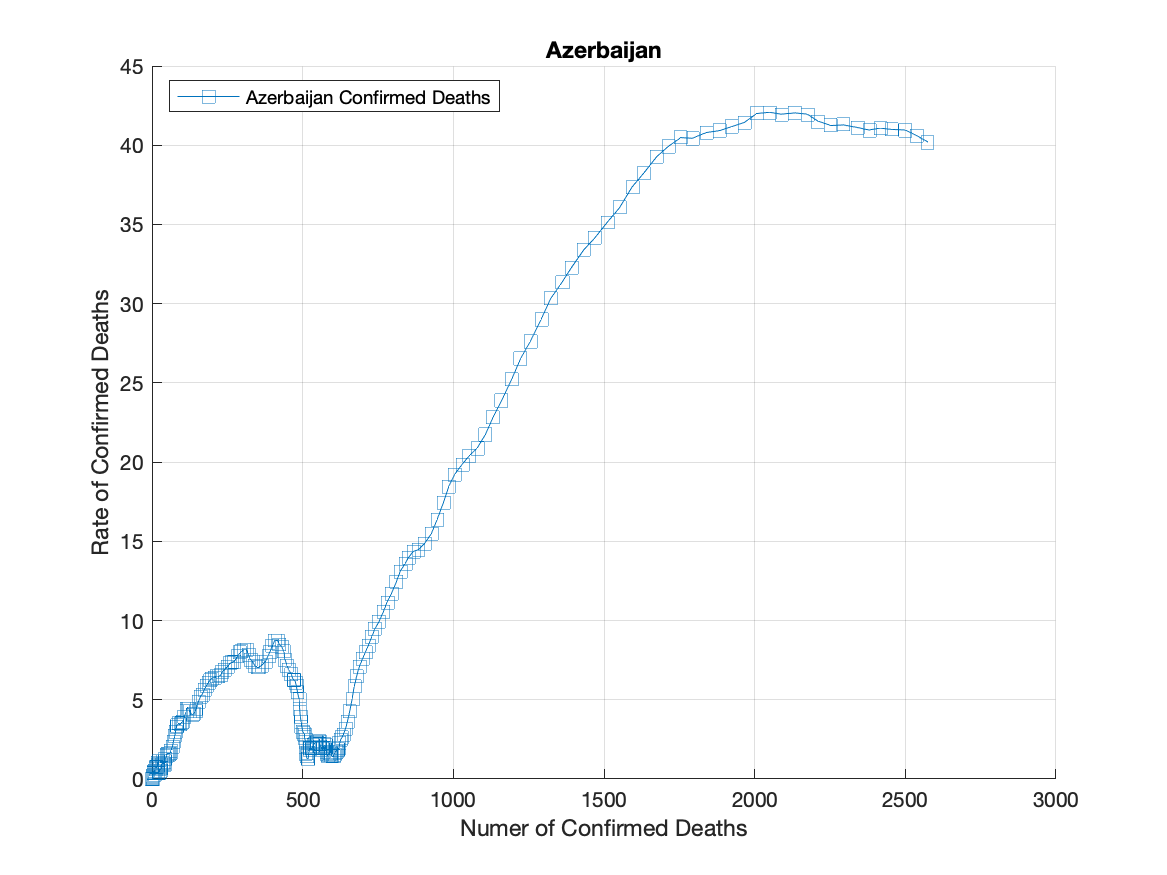 Azerbaijan
Azerbaijan Confirmed Deaths
45
40
35
30
25
20
15
10
5
0
Rate of Confirmed Deaths
0 500 1000 1500 2000 2500 3000
Numer of Confirmed Deaths